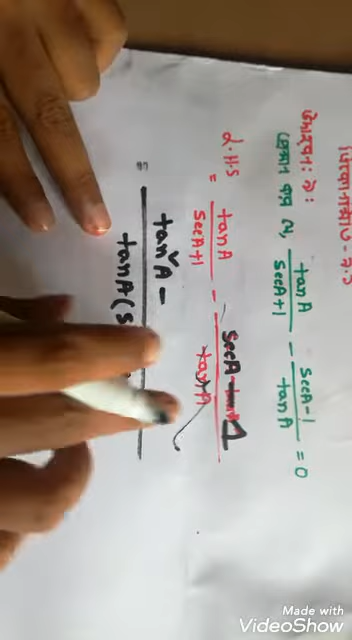 উদাহরণ: ২:
প্রমাণ কর যে, tanA/secA+1 − secA−1/tanA = 0
L.H.S
= tanA/secA+1 − secA 1/tanA
= tan²A −
tanA(s
Made with
VideoShow